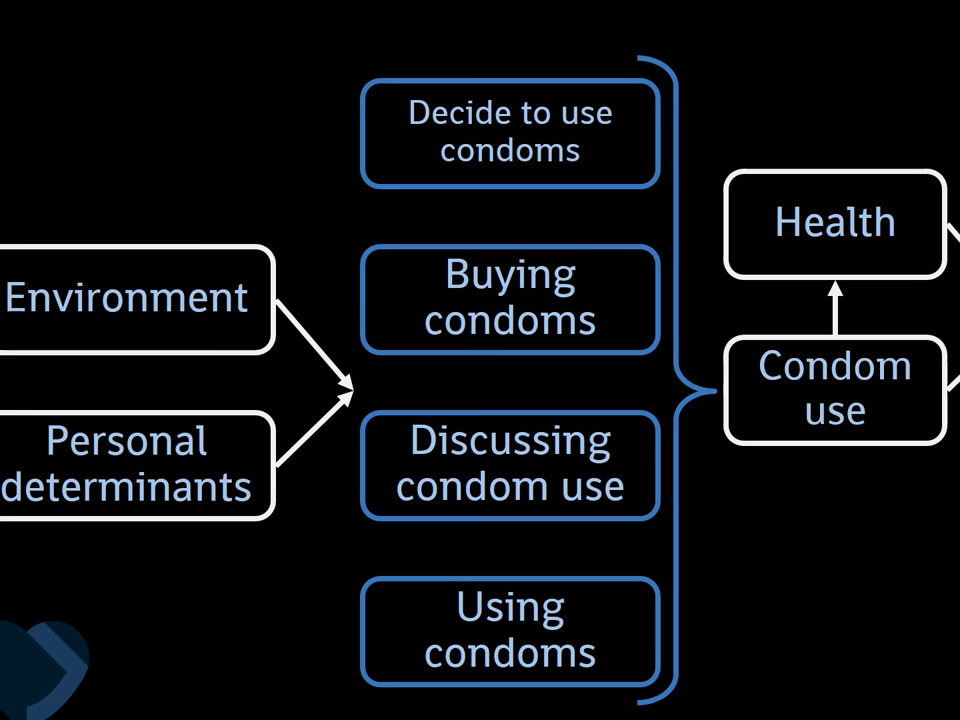 Environment
Personal
determinants
Decide to use
condoms
Buying
condoms
Discussing
condom use
Using
condoms
Health
Condom
use